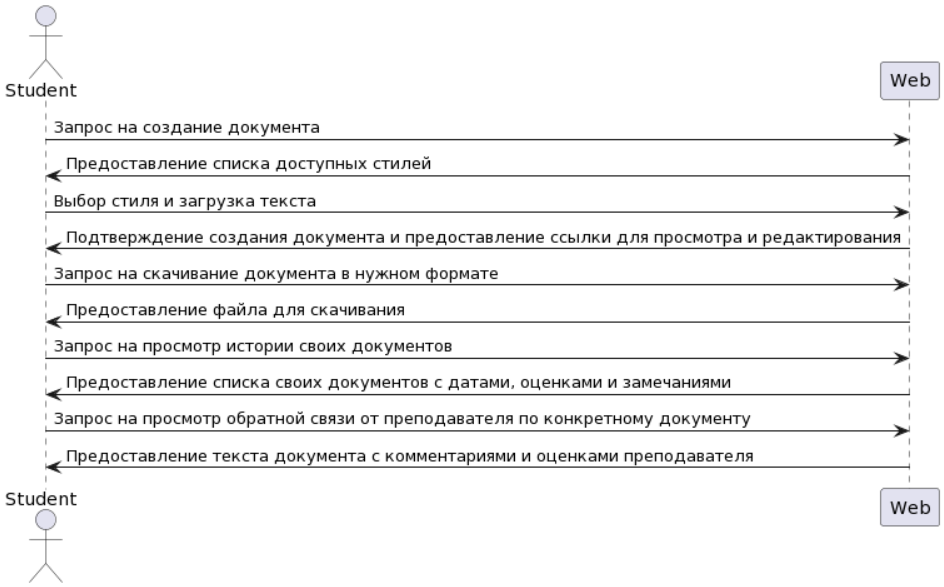 Student
Web
Запрос на создание документа
Предоставление списка доступных стилей
Выбор стиля и загрузка текста
Подтверждение создания документа и предоставление ссылки для просмотра и редактирования
Запрос на скачивание документа в нужном формате
Предоставление файла для скачивания
Запрос на просмотр истории своих документов
Предоставление списка своих документов с датами, оценками и замечаниями
Запрос на просмотр обратной связи от преподавателя по конкретному документу
Предоставление текста документа с комментариями и оценками преподавателя
Student
Web